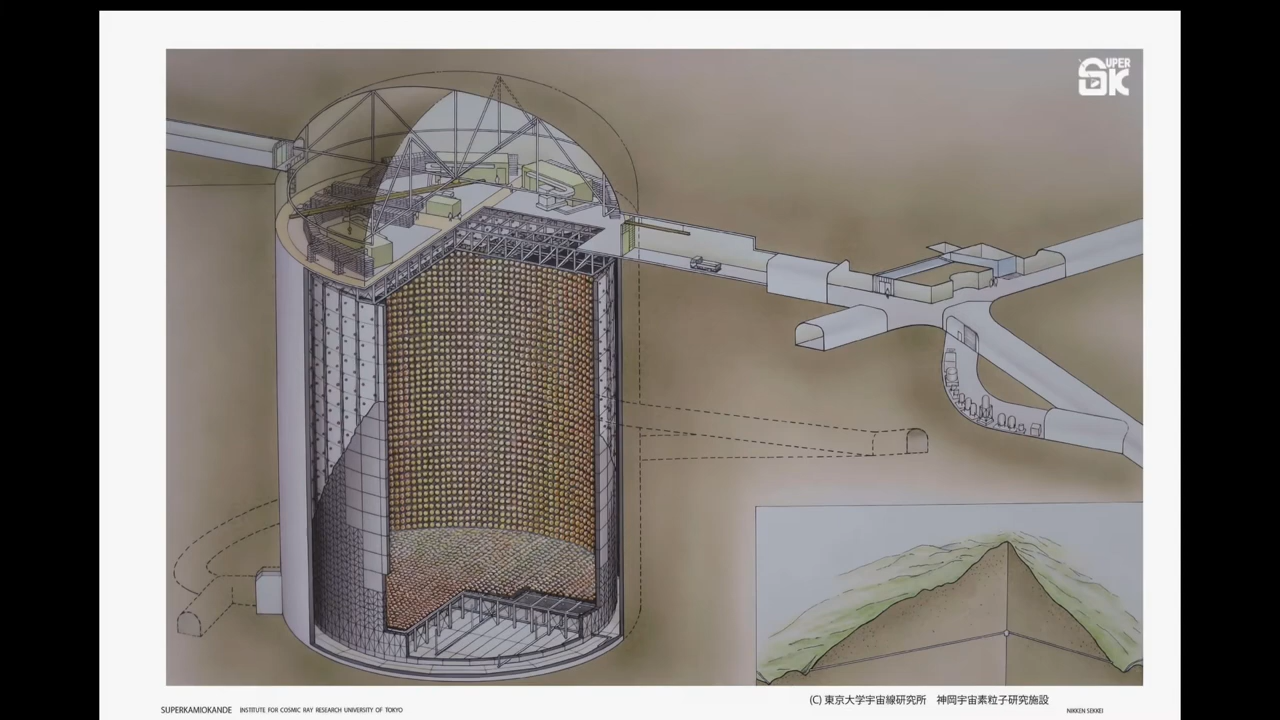 SUPER SK
(C) 東京大学宇宙線研究所 神岡宇宙素粒子研究施設
SUPERKAMIOKANDE INSTITUTE FOR COSMIC RAY RESEARCH UNIVERSITY OF TOKYO
NIKKEN SEKKEI